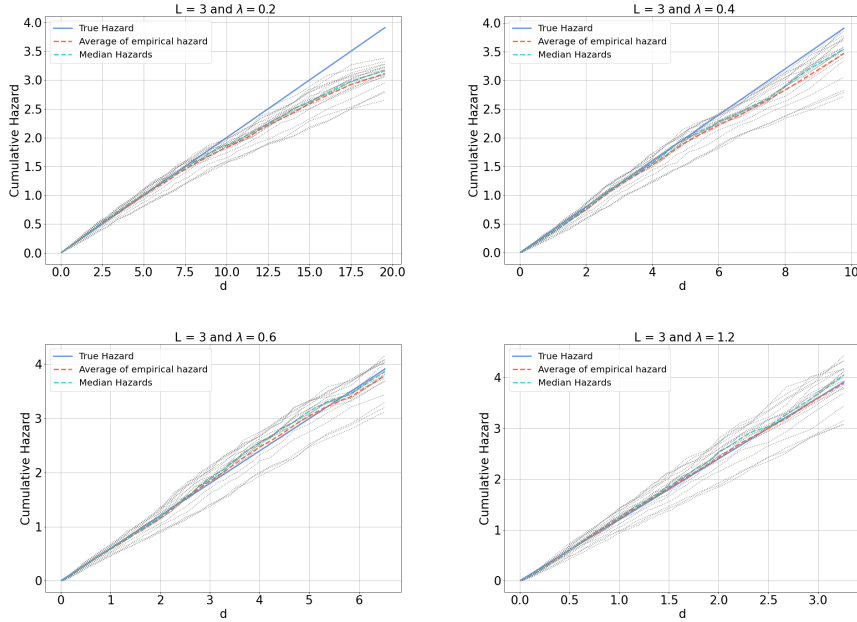 L = 3 and λ = 0.2
True Hazard
Average of empirical hazard
Median Hazards
Cumulative Hazard
4.0
3.5
3.0
2.5
2.0
1.5
1.0
0.5
0.0
0.0 2.5 5.0 7.5 10.0 12.5 15.0 17.5 20.0
d
L = 3 and λ = 0.4
True Hazard
Average of empirical hazard
Median Hazards
Cumulative Hazard
4.0
3.5
3.0
2.5
2.0
1.5
1.0
0.5
0.0
0 2 4 6 8 10
d
L = 3 and λ = 0.6
True Hazard
Average of empirical hazard
Median Hazards
Cumulative Hazard
4
3
2
1
0
0 1 2 3 4 5 6
d
L = 3 and λ = 1.2
True Hazard
Average of empirical hazard
Median Hazards
Cumulative Hazard
4
3
2
1
0
0.0 0.5 1.0 1.5 2.0 2.5 3.0
d